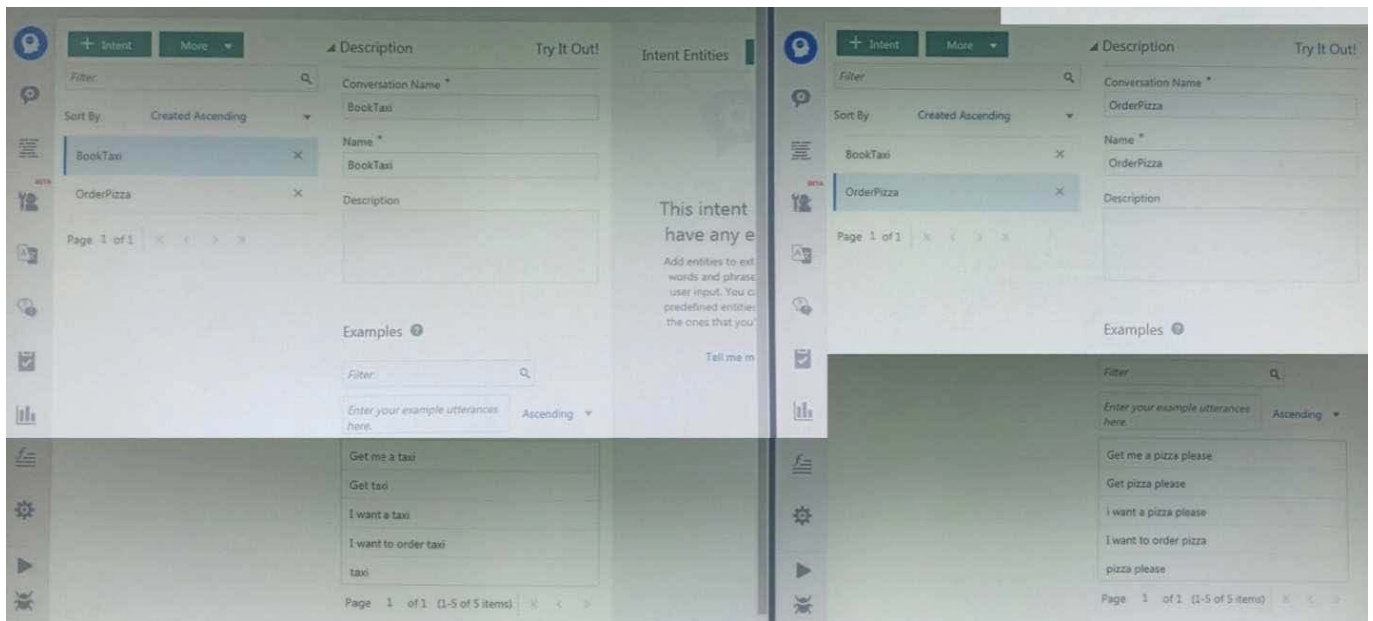 + Intent
More
Filter
Sort By
Created Ascending
BookTaxi
×
OrderPizza
×
BETA
Page 1 of 1
Description
Try It Out!
Conversation Name *
BookTaxi
Name *
BookTaxi
Description
Examples
Filter
Enter your example utterances
here.
Ascending
Get me a taxi
Get taxi
I want a taxi
I want to order taxi
taxi
Page 1 of 1 (1-5 of 5 items)
Intent Entities
This intent
have any e
Add entities to ext
words and phrase
user input. You ca
predefined entities
the ones that you'
Tell me m
+ Intent
More
Filter
Sort By
Created Ascending
BookTaxi
×
OrderPizza
×
BETA
Page 1 of 1
Description
Try It Out!
Conversation Name *
OrderPizza
Name *
OrderPizza
Description
Examples
Filter
Enter your example utterances
here.
Ascending
Get me a pizza please
Get pizza please
i want a pizza please
I want to order pizza
pizza please
Page 1 of 1 (1-5 of 5 items)